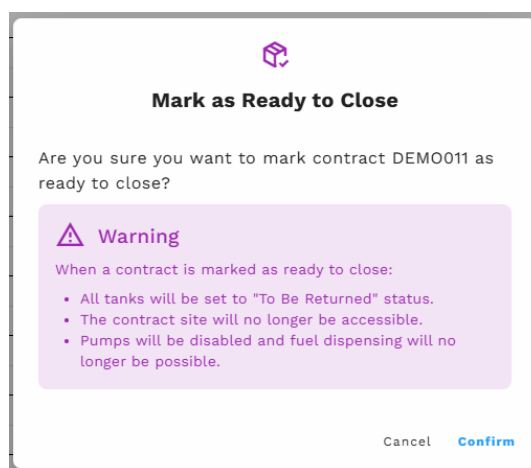 Mark as Ready to Close
Are you sure you want to mark contract DEMO011 as
ready to close?
Warning
When a contract is marked as ready to close:
• All tanks will be set to "To Be Returned" status.
• The contract site will no longer be accessible.
• Pumps will be disabled and fuel dispensing will no
longer be possible.
Cancel Confirm